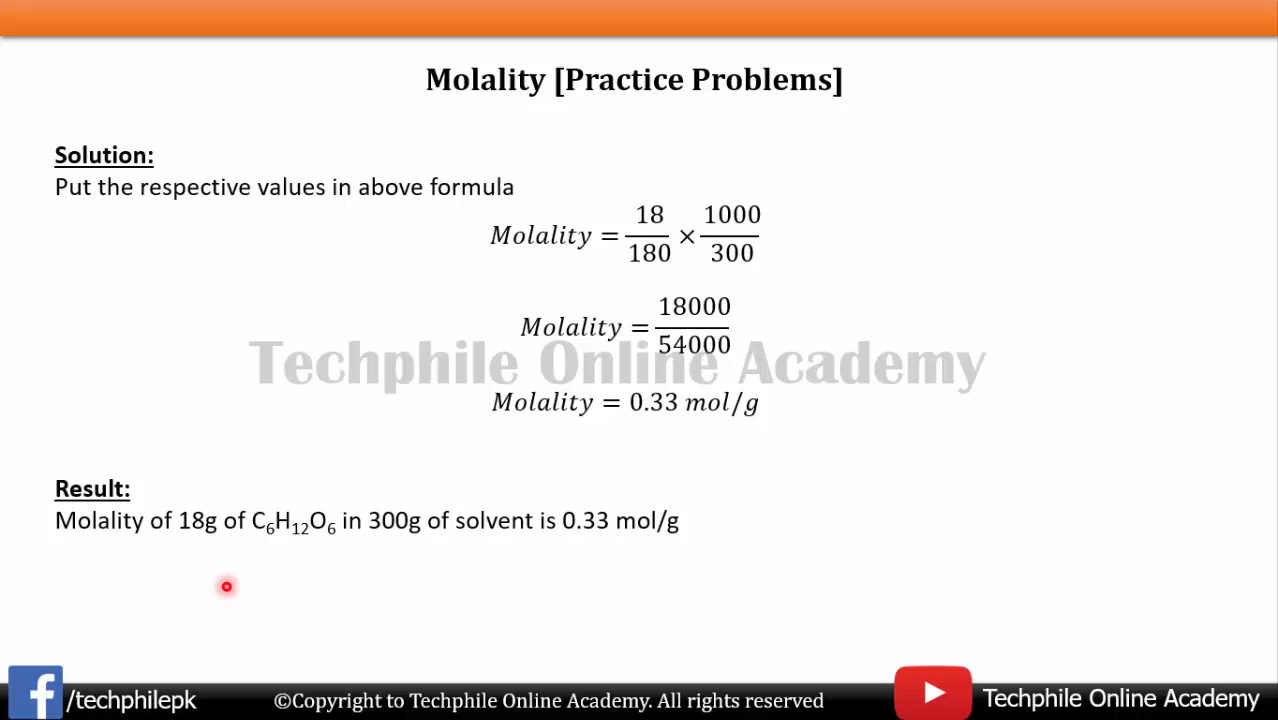 Molality [Practice Problems]
Solution:
Put the respective values in above formula
Molality = 18/180 × 1000/300
Molality = 18000/54000
Techphile Online Academy
Molality = 0.33 mol/g
Result:
Molality of 18g of C₆H₁₂O₆ in 300g of solvent is 0.33 mol/g
f /techphilepk
©Copyright to Techphile Online Academy. All rights reserved
Techphile Online Academy